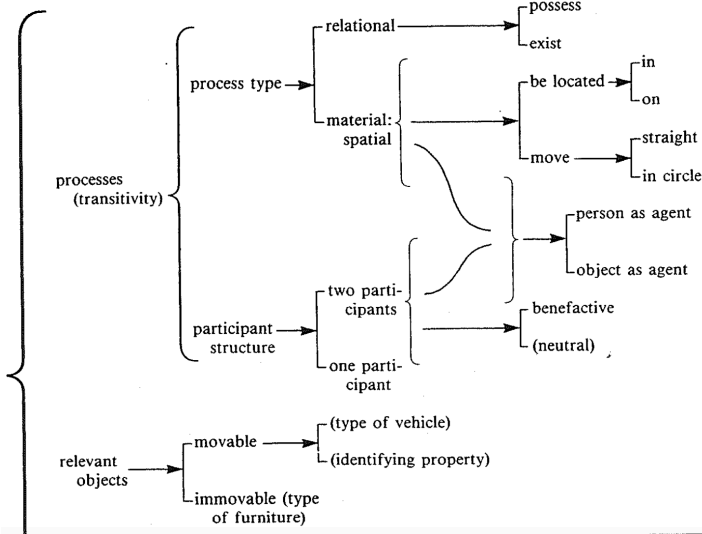 possess
relational
exist
process type
in
be located
on
material:
spatial
straight
move
in circle
processes
(transitivity)
person as agent
object as agent
two parti-
cipants
benefactive
participant
structure
(neutral)
one parti-
cipant
(type of vehicle)
movable
(identifying property)
relevant
objects
immovable (type
of furniture)